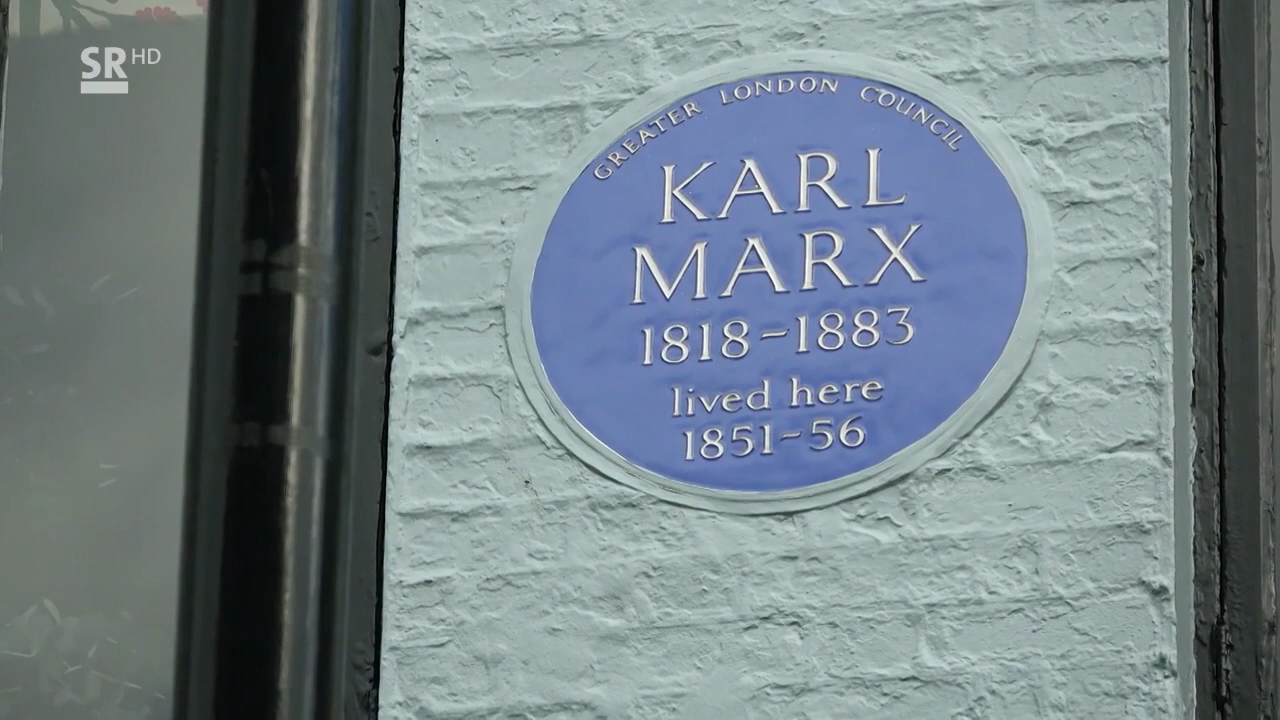 SR HD
GREATER LONDON COUNCIL
KARL
MARX
1818–1883
lived here
1851–56